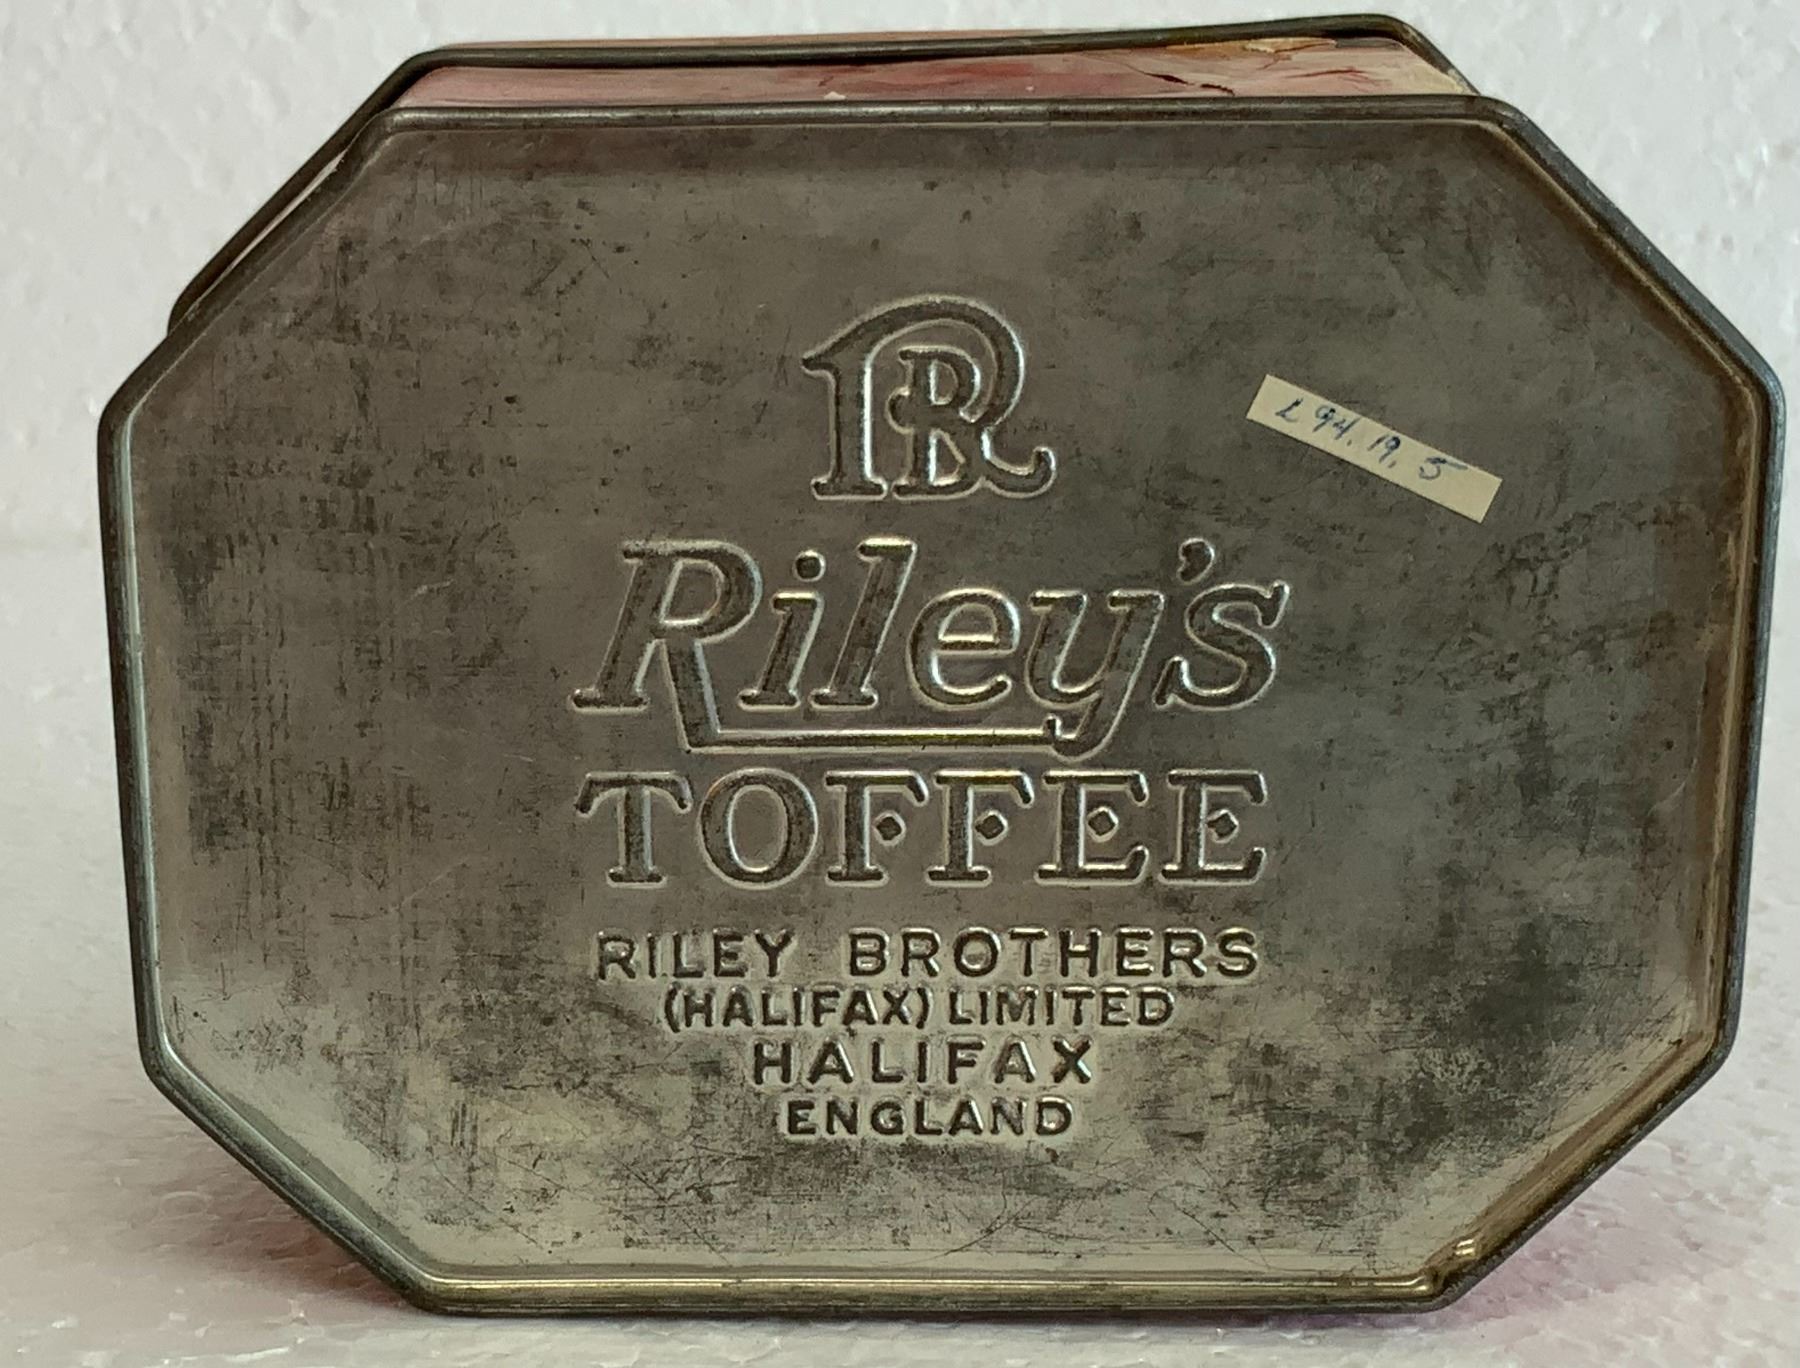 RB
L94.19.5
Riley's
TOFFEE
RILEY BROTHERS
(HALIFAX) LIMITED
HALIFAX
ENGLAND